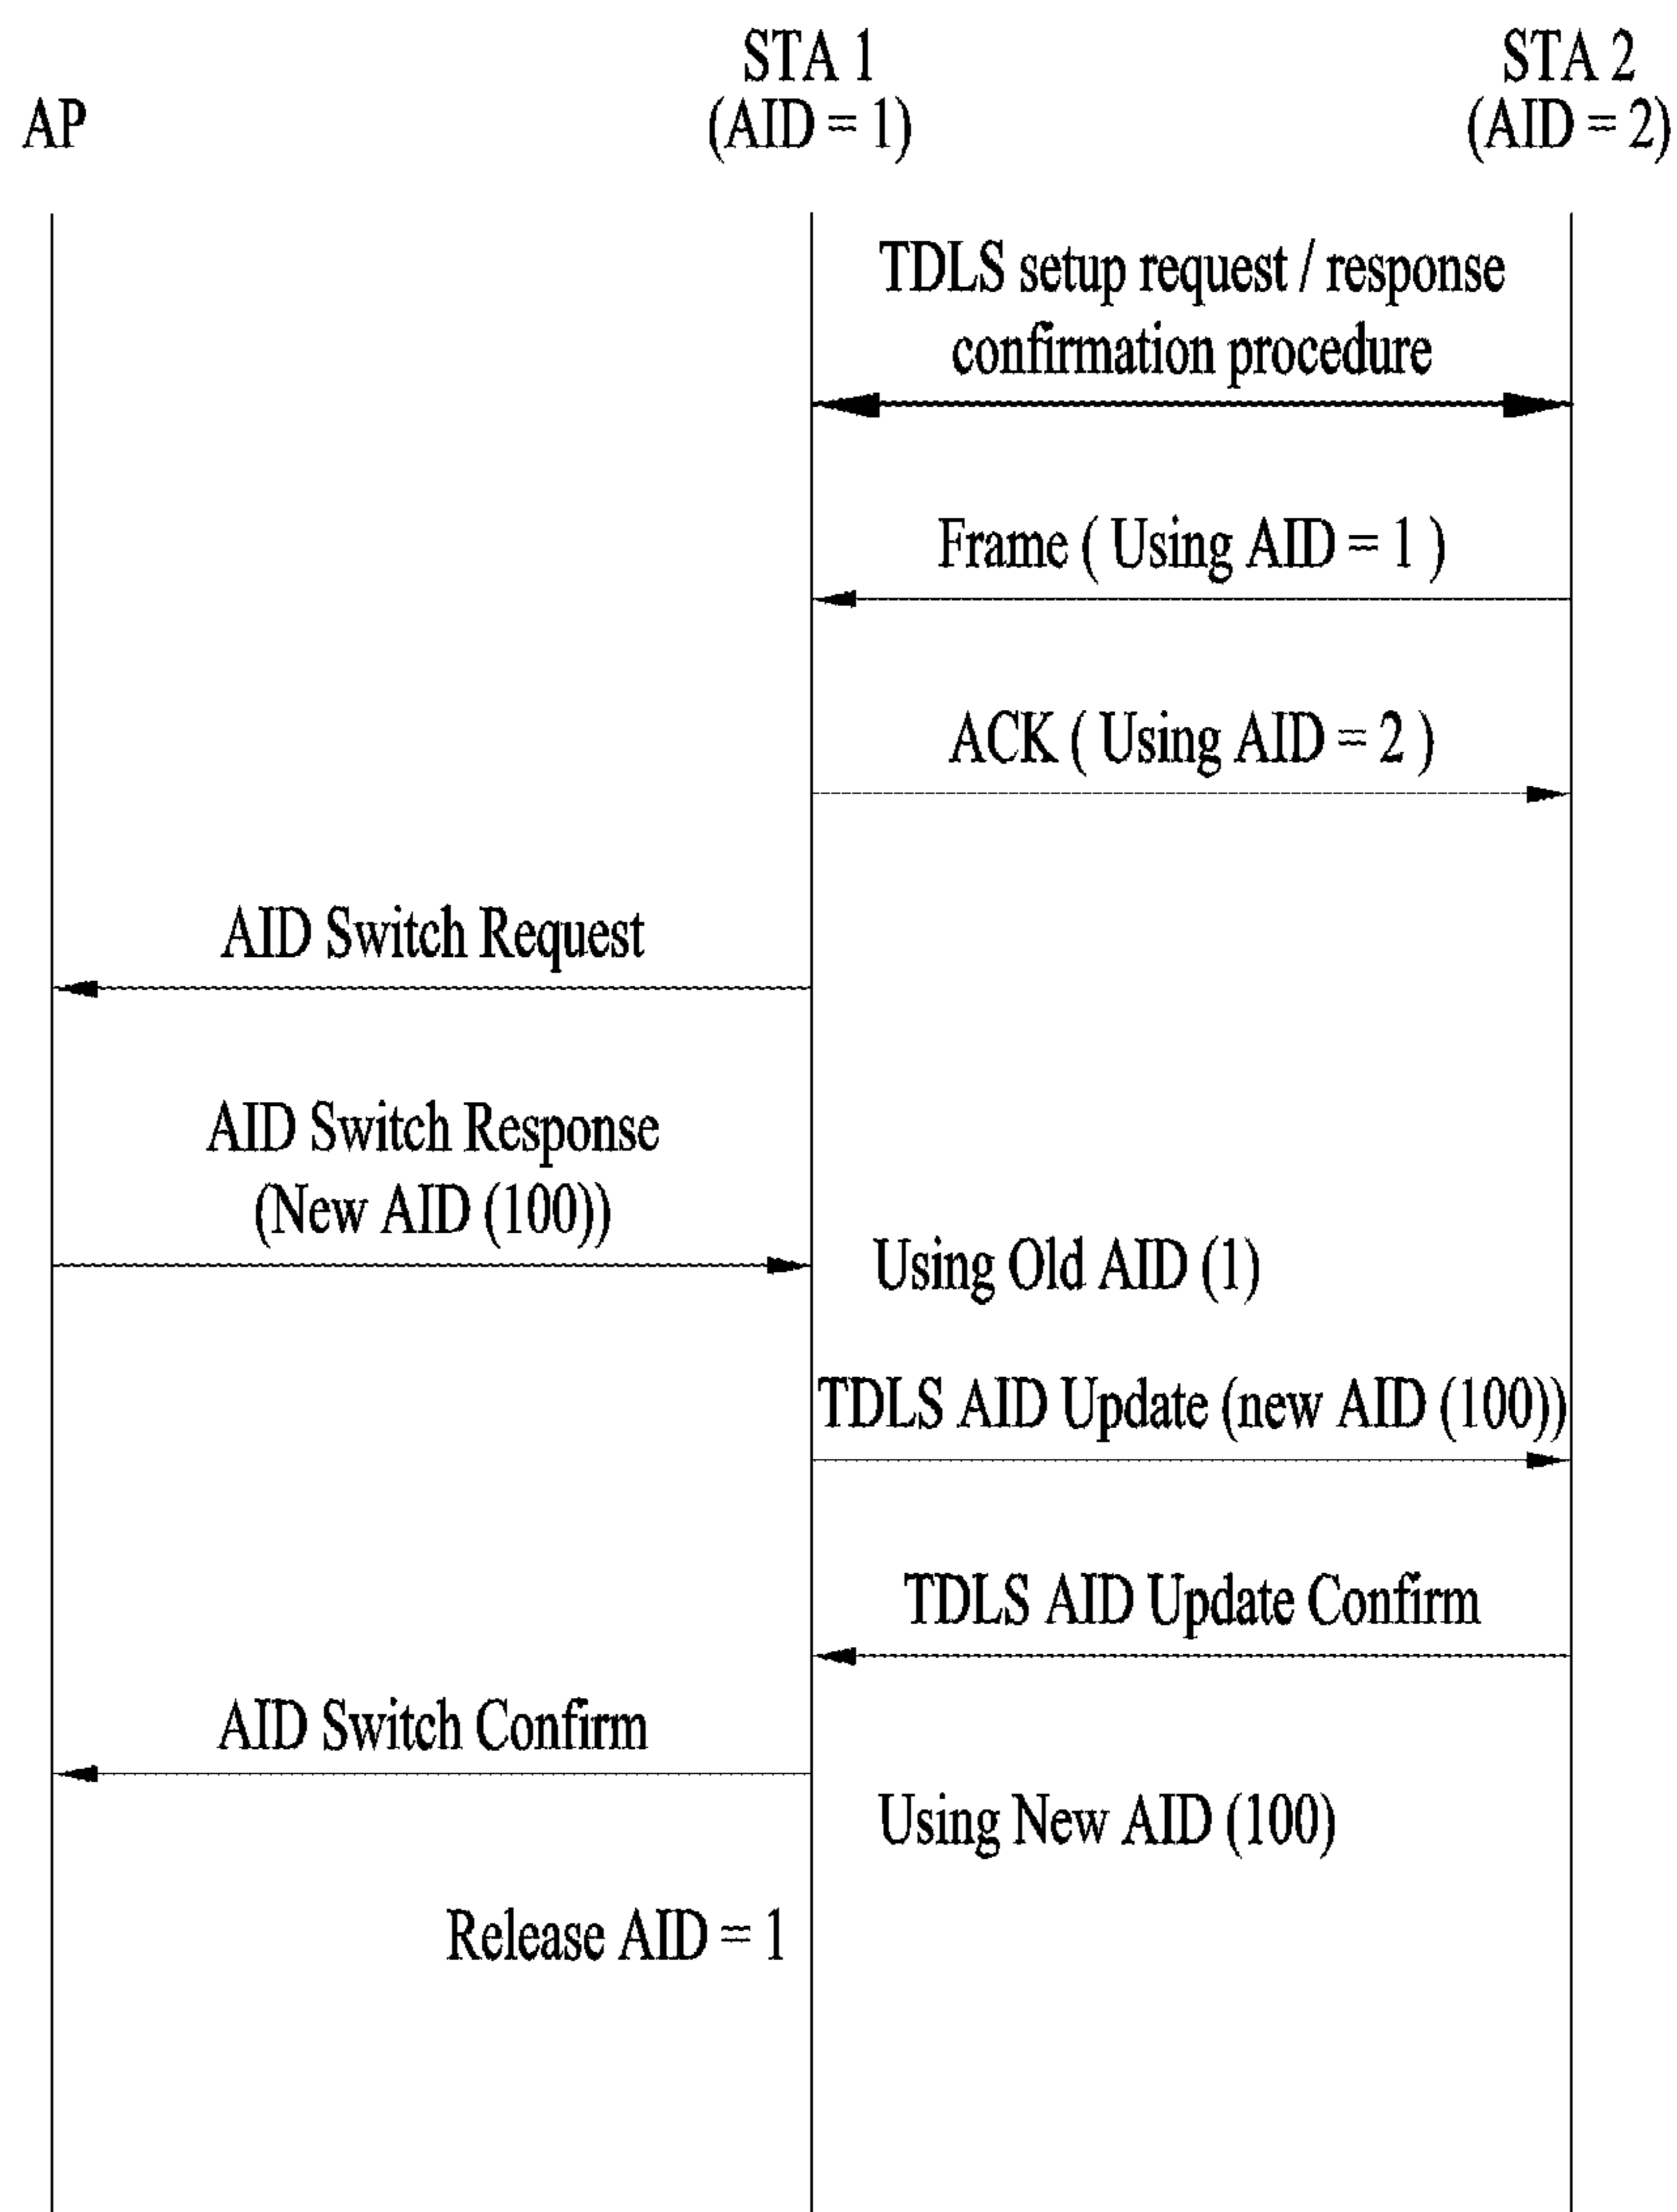 AP
STA 1
(AID = 1)
STA 2
(AID = 2)
TDLS setup request / response
confirmation procedure
Frame ( Using AID = 1 )
ACK ( Using AID = 2 )
AID Switch Request
AID Switch Response
(New AID (100))
Using Old AID (1)
TDLS AID Update (new AID (100))
TDLS AID Update Confirm
AID Switch Confirm
Using New AID (100)
Release AID = 1